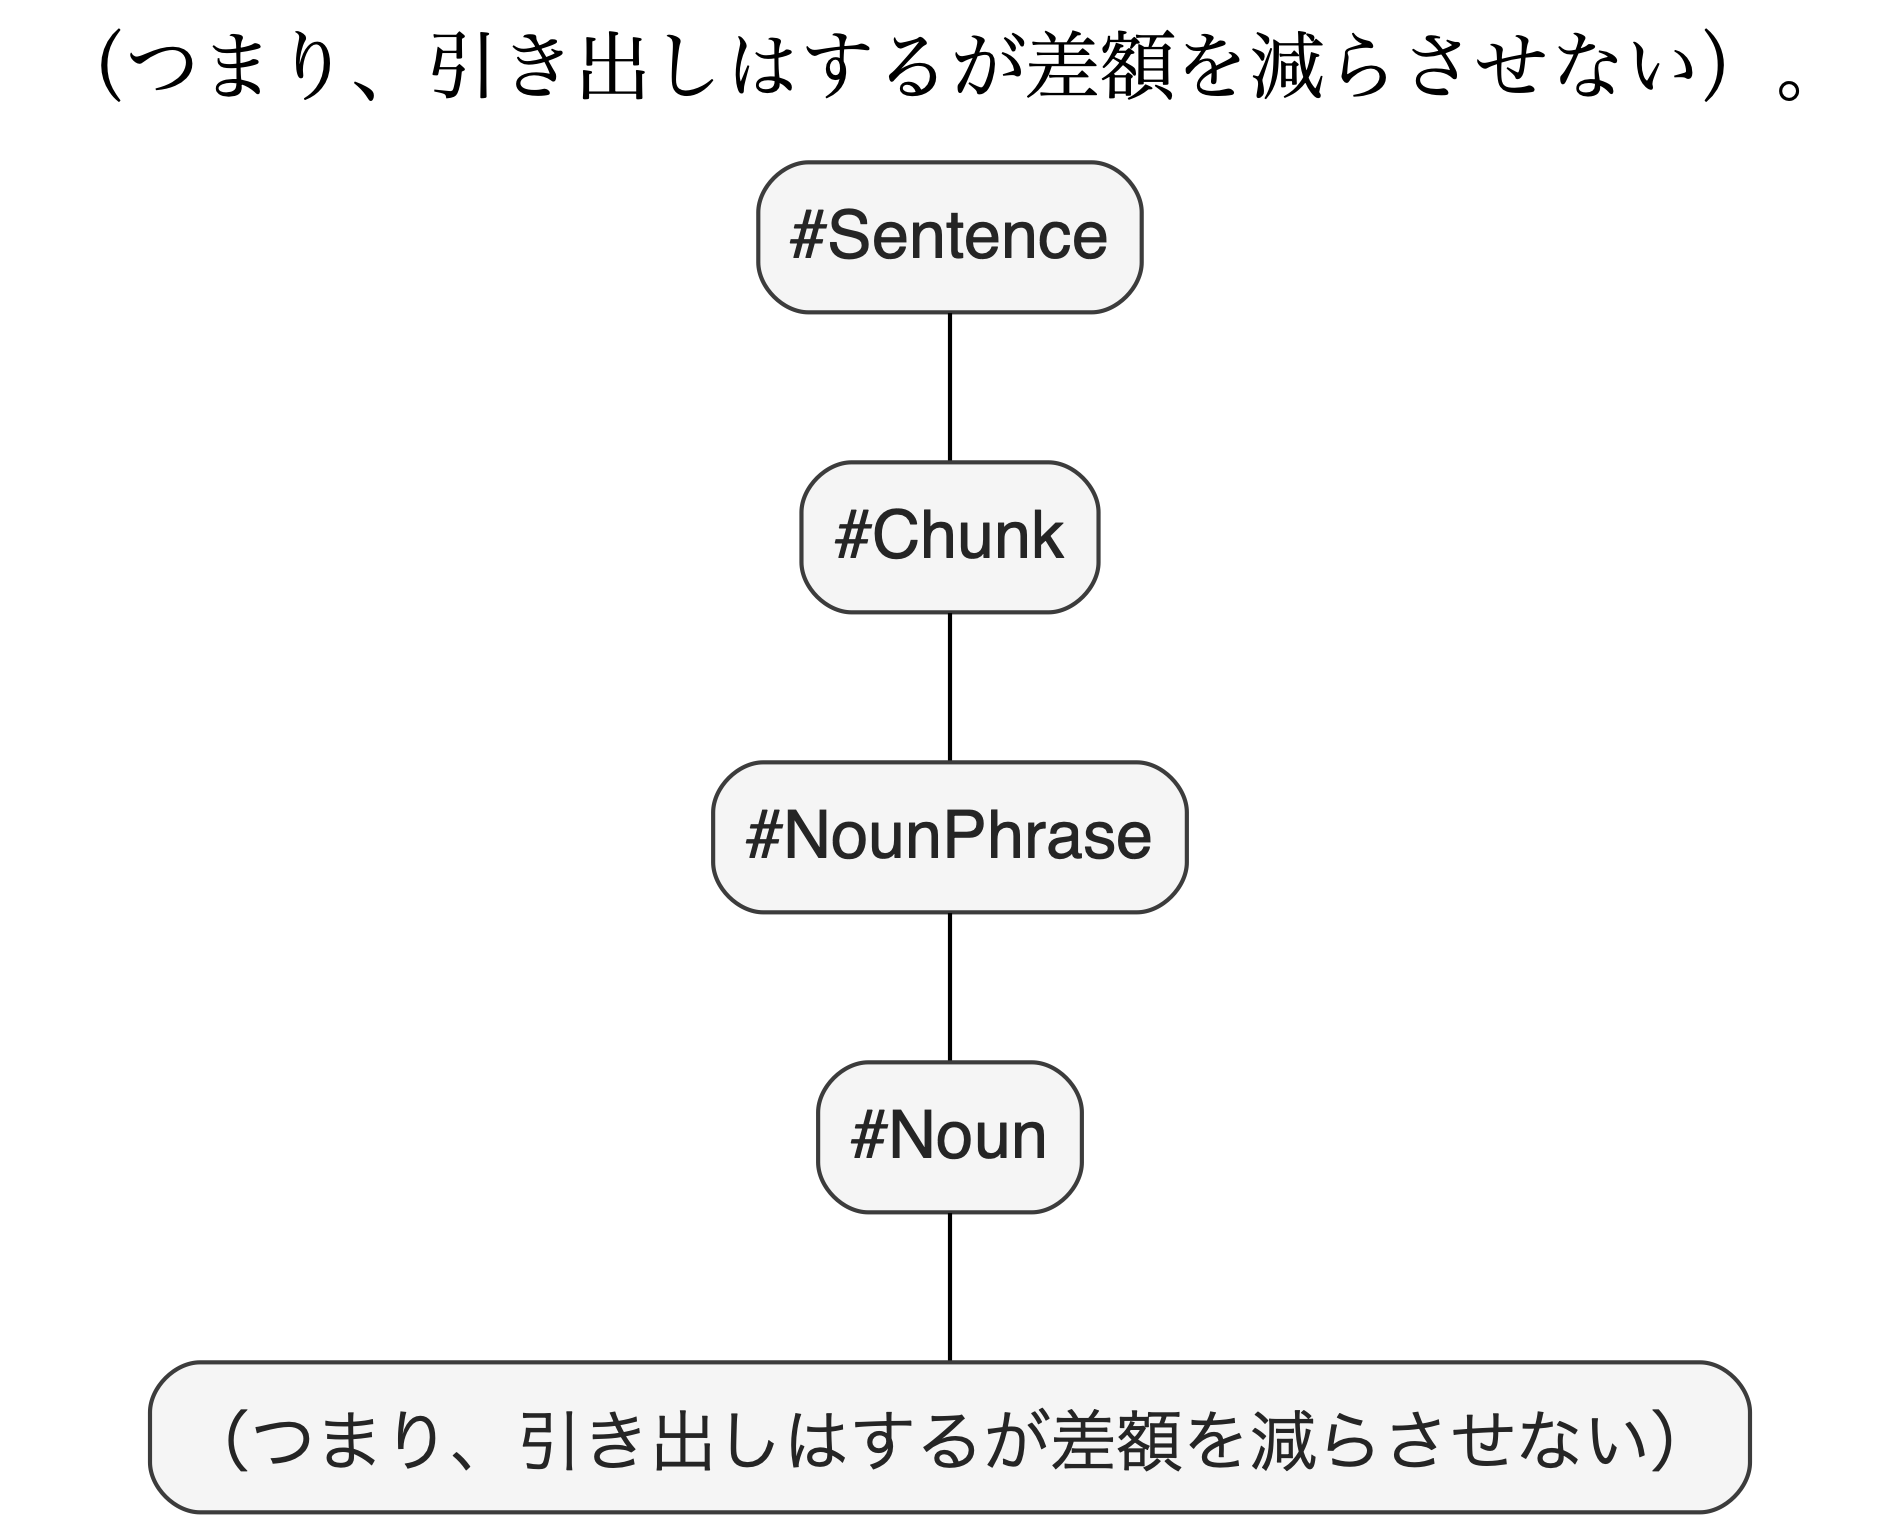 （つまり、引き出しはするが差額を減らさせない）。
#Sentence
#Chunk
#NounPhrase
#Noun
（つまり、引き出しはするが差額を減らさせない）